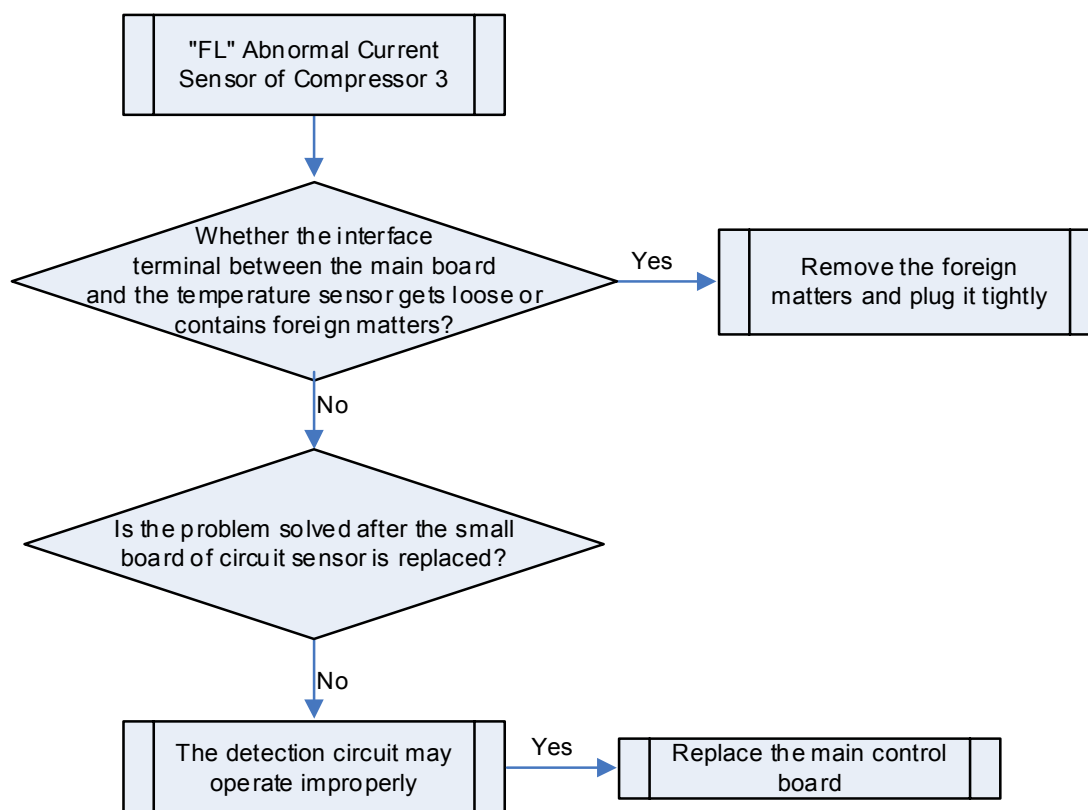 "FL" Abnormal Current
Sensor of Compressor 3
Whether the interface
terminal between the main board
and the temperature sensor gets loose or
contains foreign matters?
Yes
Remove the foreign
matters and plug it tightly
No
Is the problem solved after the small
board of circuit sensor is replaced?
No
The detection circuit may
operate improperly
Yes
Replace the main control
board